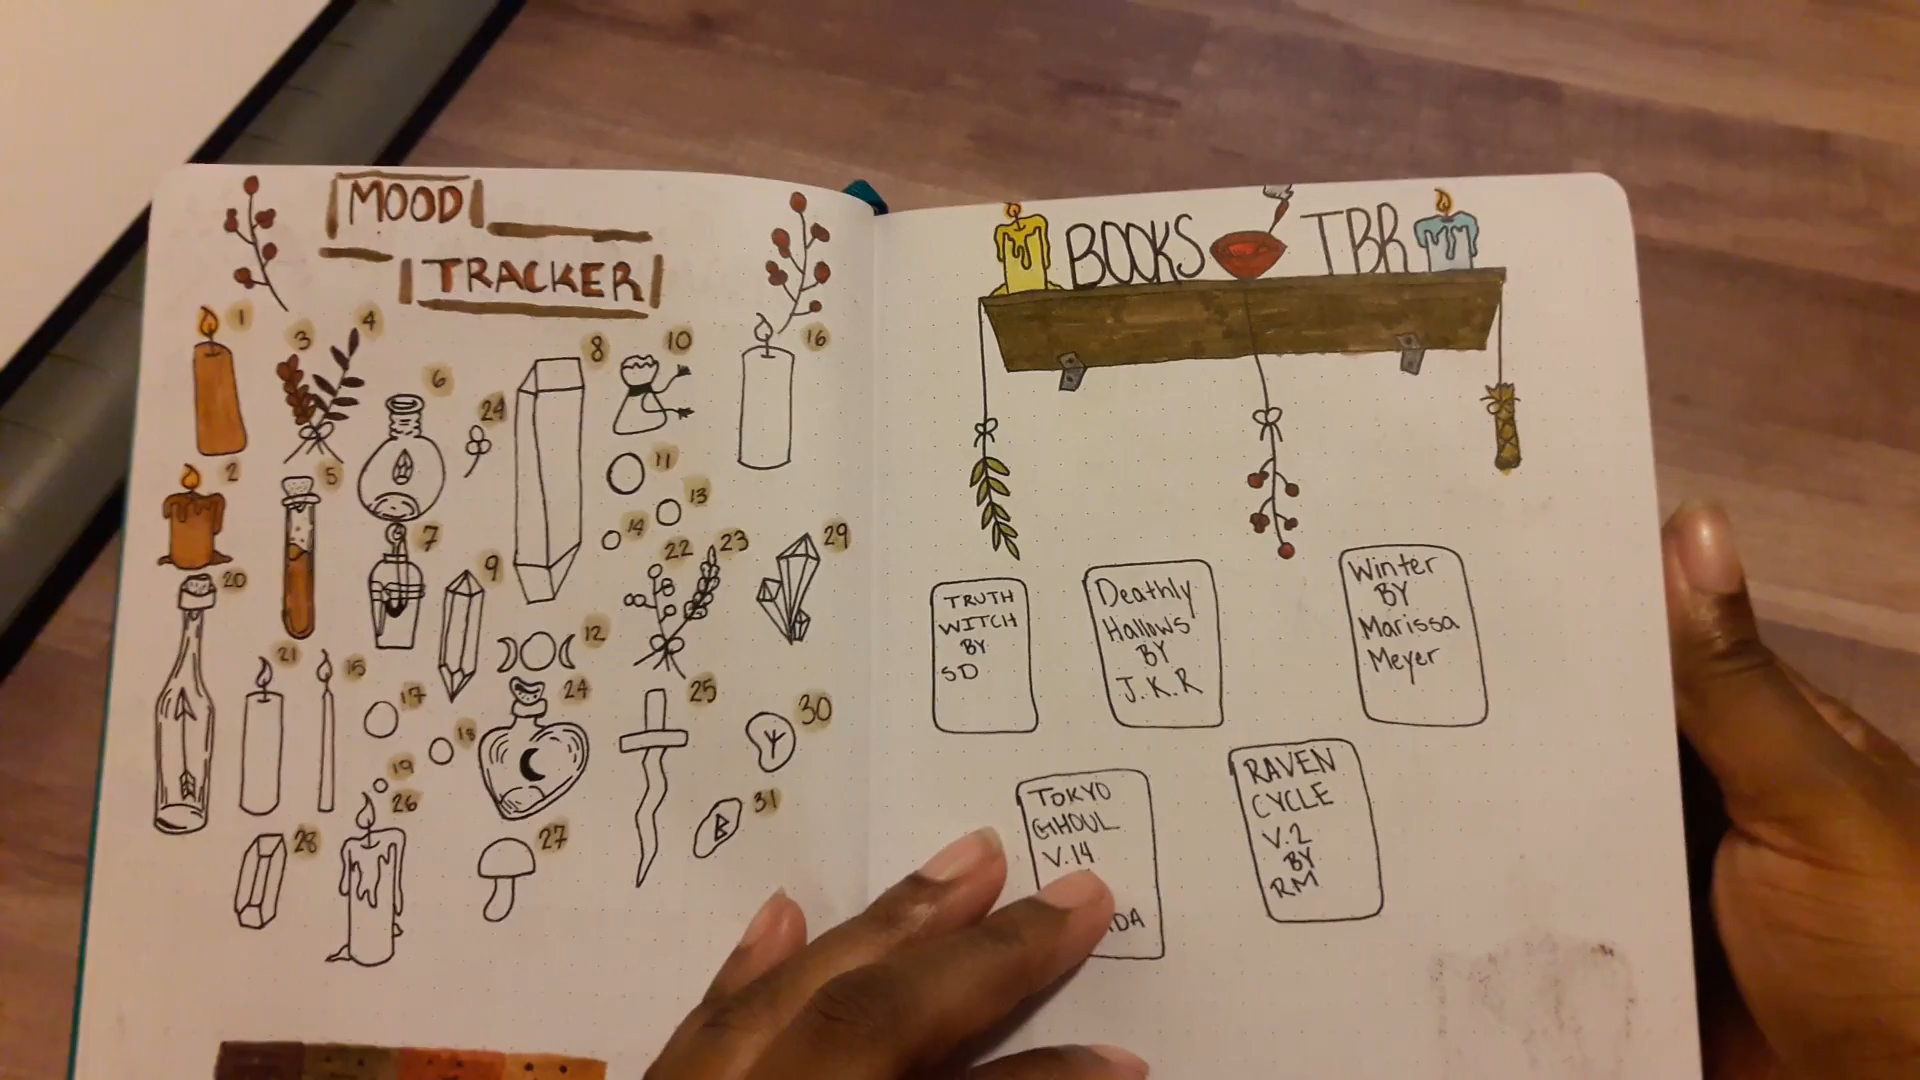 MOOD
TRACKER
1
3
4
6
8
10
16
24
2
5
11
13
14
7
9
22
23
29
20
12
21
15
17
24
25
18
30
19
26
31
28
27
BOOKS TBR
TRUTH
WITCH
BY
SD
Deathly
Hallows
BY
J.K.R
Winter
BY
Marissa
Meyer
TOKYO
GHOUL
V.14
RAVEN
CYCLE
V.2
BY
RM